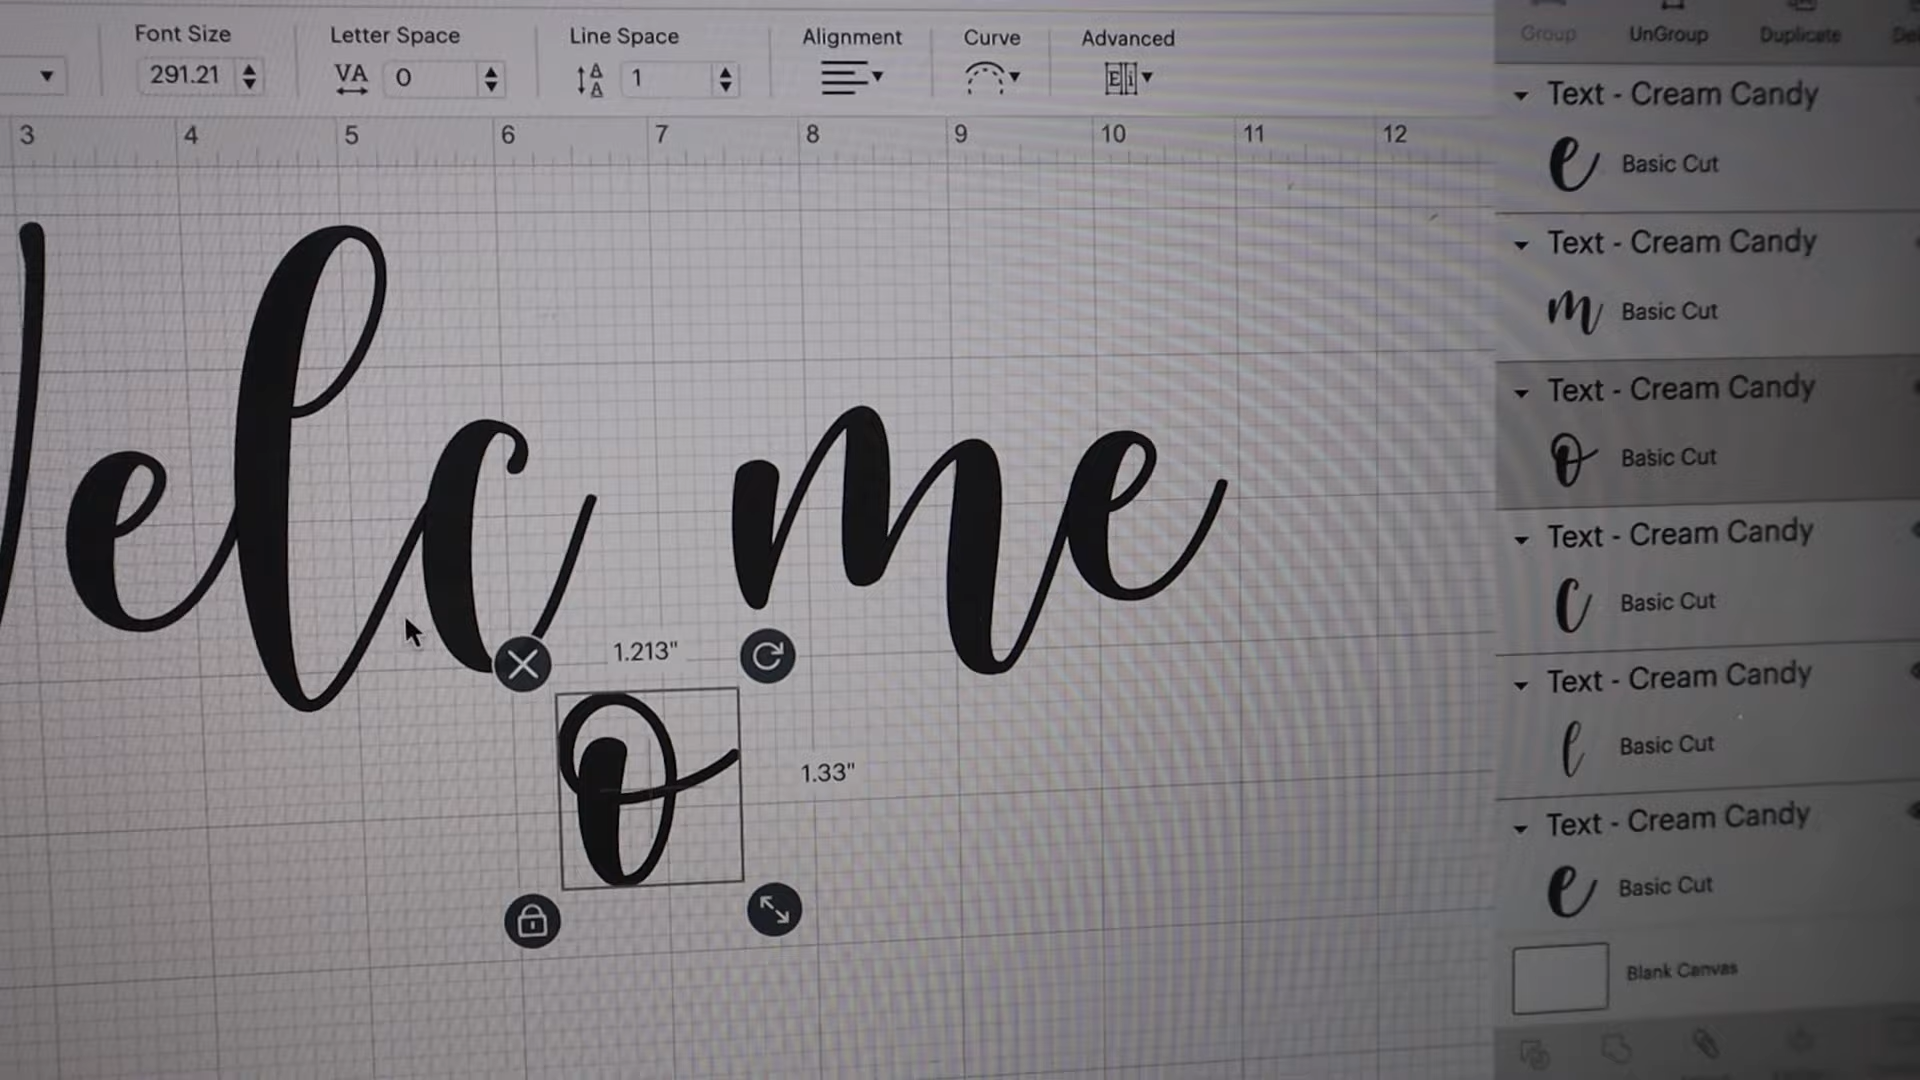 Font Size
Letter Space
Line Space
Alignment
Curve
Advanced
291.21
VA
0
A
A
1
3
4
5
6
7
8
9
10
11
12
Welc me
1.213"
o
1.33"
Group
UnGroup
Duplicate
Text - Cream Candy
e Basic Cut
Text - Cream Candy
m Basic Cut
Text - Cream Candy
o Basic Cut
Text - Cream Candy
c Basic Cut
Text - Cream Candy
l Basic Cut
Text - Cream Candy
e Basic Cut
Blank Canvas